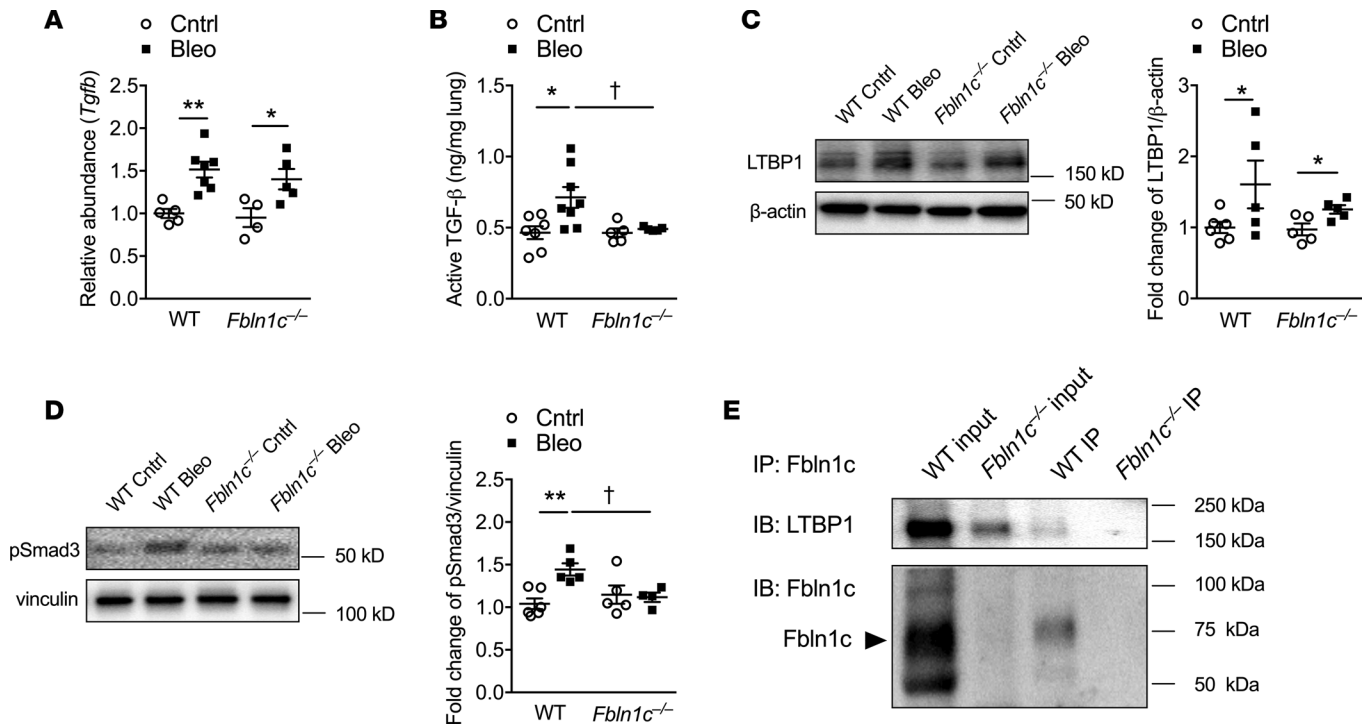 A
Cntrl
Bleo
Relative abundance (Tgfb)
2.5
2.0
1.5
1.0
0.5
0.0
**
*
WT
Fbln1c–/–
B
Cntrl
Bleo
Active TGF-β (ng/mg lung)
1.5
1.0
0.5
0.0
*
†
WT
Fbln1c–/–
C
WT Cntrl
WT Bleo
Fbln1c–/– Cntrl
Fbln1c–/– Bleo
LTBP1
150 kD
50 kD
β-actin
Cntrl
Bleo
Fold change of LTBP1/β-actin
3
2
1
0
*
*
WT
Fbln1c–/–
D
WT Cntrl
WT Bleo
Fbln1c–/– Cntrl
Fbln1c–/– Bleo
pSmad3
50 kD
vinculin
100 kD
Cntrl
Bleo
Fold change of pSmad3/vinculin
2.5
2.0
1.5
1.0
0.5
0.0
**
†
WT
Fbln1c–/–
E
WT input
Fbln1c–/– input
WT IP
Fbln1c–/– IP
IP: Fbln1c
IB: LTBP1
250 kDa
150 kDa
IB: Fbln1c
100 kDa
Fbln1c
75 kDa
50 kDa